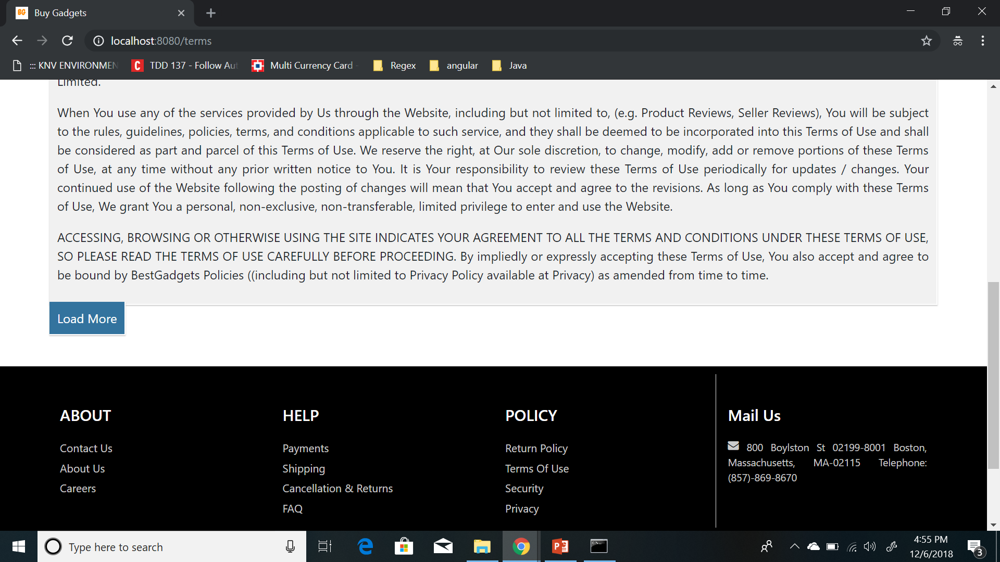 BG Buy Gadgets
localhost:8080/terms
::: KNV ENVIRONMEN C TDD 137 - Follow Aut Multi Currency Card - Regex angular Java
Limited.
When You use any of the services provided by Us through the Website, including but not limited to, (e.g. Product Reviews, Seller Reviews), You will be subject
to the rules, guidelines, policies, terms, and conditions applicable to such service, and they shall be deemed to be incorporated into this Terms of Use and shall
be considered as part and parcel of this Terms of Use. We reserve the right, at Our sole discretion, to change, modify, add or remove portions of these Terms
of Use, at any time without any prior written notice to You. It is Your responsibility to review these Terms of Use periodically for updates / changes. Your
continued use of the Website following the posting of changes will mean that You accept and agree to the revisions. As long as You comply with these Terms
of Use, We grant You a personal, non-exclusive, non-transferable, limited privilege to enter and use the Website.
ACCESSING, BROWSING OR OTHERWISE USING THE SITE INDICATES YOUR AGREEMENT TO ALL THE TERMS AND CONDITIONS UNDER THESE TERMS OF USE,
SO PLEASE READ THE TERMS OF USE CAREFULLY BEFORE PROCEEDING. By impliedly or expressly accepting these Terms of Use, You also accept and agree to
be bound by BestGadgets Policies ((including but not limited to Privacy Policy available at Privacy) as amended from time to time.
Load More
ABOUT
Contact Us
About Us
Careers
HELP
Payments
Shipping
Cancellation & Returns
FAQ
POLICY
Return Policy
Terms Of Use
Security
Privacy
Mail Us
800 Boylston St 02199-8001 Boston,
Massachusetts, MA-02115 Telephone:
(857)-869-8670
Type here to search
4:55 PM
12/6/2018
3